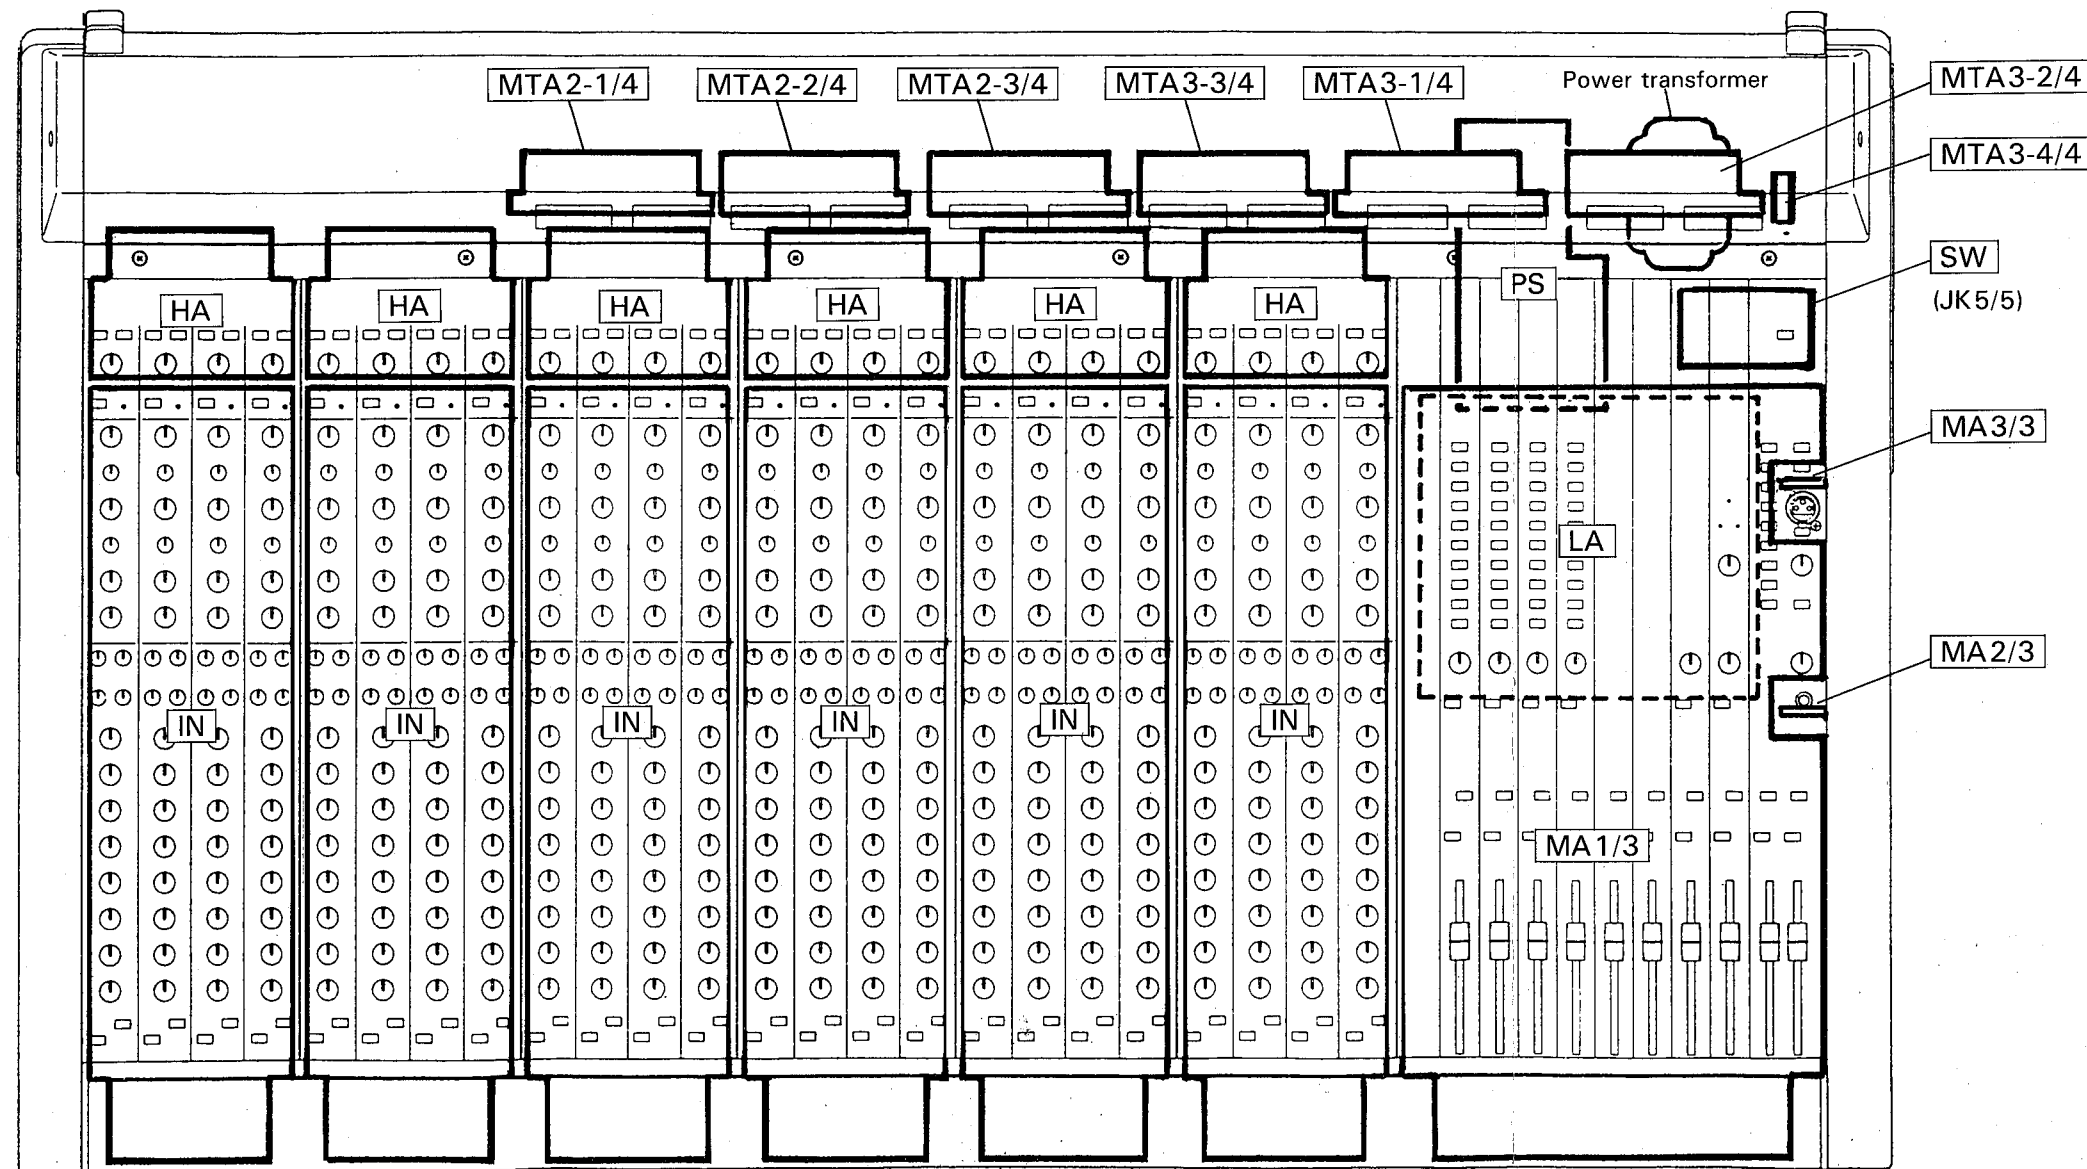 MTA2-1/4
MTA2-2/4
MTA2-3/4
MTA3-3/4
MTA3-1/4
Power transformer
MTA3-2/4
MTA3-4/4
SW
(JK5/5)
PS
HA
HA
HA
HA
HA
HA
MA3/3
LA
MA2/3
IN
IN
IN
IN
IN
IN
MA1/3